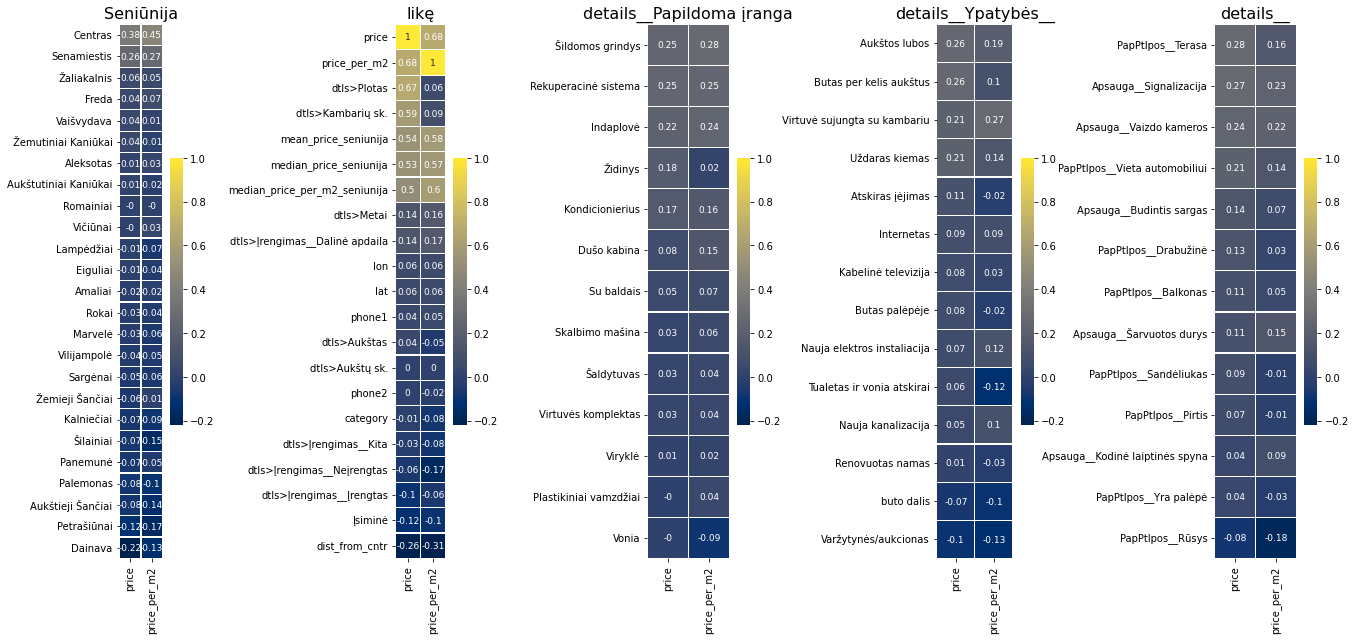 Seniūnija
Centras 0.38 0.45
Senamiestis 0.26 0.27
Žaliakalnis 0.06 0.05
Freda 0.04 0.07
Vaišvydava 0.04 0.01
Žemutiniai Kaniūkai 0.04 -0.01
Aleksotas 0.01 0.03
Aukštutiniai Kaniūkai 0.01 -0.02
Romainiai -0 -0
Vičiūnai -0 0.03
Lampėdžiai -0.01 -0.07
Eiguliai -0.01 -0.04
Amaliai -0.02 -0.02
Rokai -0.03 -0.04
Marvelė -0.03 -0.06
Vilijampolė -0.04 -0.05
Sargėnai -0.05 -0.06
Žemieji Šančiai -0.06 -0.01
Kalniečiai -0.07 -0.09
Šilainiai -0.07 -0.15
Panemunė -0.07 -0.05
Palemonas -0.08 -0.1
Aukštieji Šančiai -0.08 -0.14
Petrašiūnai -0.12 -0.17
Dainava -0.22 -0.13
price
price_per_m2
1.0
0.8
0.6
0.4
0.2
0.0
−0.2
likę
price 1 0.68
price_per_m2 0.68 1
dtls>Plotas 0.67 0.06
dtls>Kambarių sk. 0.59 0.09
mean_price_seniunija 0.54 0.58
median_price_seniunija 0.53 0.57
median_price_per_m2_seniunija 0.5 0.6
dtls>Metai 0.14 0.16
dtls>Įrengimas__Dalinė apdaila 0.14 0.17
lon 0.06 0.06
lat 0.06 0.06
phone1 0.04 0.05
dtls>Aukštas 0.04 -0.05
dtls>Aukštų sk. 0 0
phone2 0 -0.02
category -0.01 -0.08
dtls>Įrengimas__Kita -0.03 -0.08
dtls>Įrengimas__Neįrengtas -0.06 -0.17
dtls>Įrengimas__Įrengtas -0.1 -0.06
Įsiminė -0.12 -0.1
dist_from_cntr -0.26 -0.31
price
price_per_m2
1.0
0.8
0.6
0.4
0.2
0.0
−0.2
details__Papildoma įranga
Šildomos grindys 0.25 0.28
Rekuperacinė sistema 0.25 0.25
Indaplovė 0.22 0.24
Židinys 0.18 0.02
Kondicionierius 0.17 0.16
Dušo kabina 0.08 0.15
Su baldais 0.05 0.07
Skalbimo mašina 0.03 0.06
Šaldytuvas 0.03 0.04
Virtuvės komplektas 0.03 0.04
Viryklė 0.01 0.02
Plastikiniai vamzdžiai -0 0.04
Vonia -0 -0.09
price
price_per_m2
1.0
0.8
0.6
0.4
0.2
0.0
−0.2
details__Ypatybės__
Aukštos lubos 0.26 0.19
Butas per kelis aukštus 0.26 0.1
Virtuvė sujungta su kambariu 0.21 0.27
Uždaras kiemas 0.21 0.14
Atskiras įėjimas 0.11 -0.02
Internetas 0.09 0.09
Kabelinė televizija 0.08 0.03
Butas palėpėje 0.08 -0.02
Nauja elektros instaliacija 0.07 0.12
Tualetas ir vonia atskirai 0.06 -0.12
Nauja kanalizacija 0.05 0.1
Renovuotas namas 0.01 -0.03
buto dalis -0.07 -0.1
Varžytynės/aukcionas -0.1 -0.13
price
price_per_m2
1.0
0.8
0.6
0.4
0.2
0.0
−0.2
details__
PapPtlpos__Terasa 0.28 0.16
Apsauga__Signalizacija 0.27 0.23
Apsauga__Vaizdo kameros 0.24 0.22
PapPtlpos__Vieta automobiliui 0.21 0.14
Apsauga__Budintis sargas 0.14 0.07
PapPtlpos__Drabužinė 0.13 0.03
PapPtlpos__Balkonas 0.11 0.05
Apsauga__Šarvuotos durys 0.11 0.15
PapPtlpos__Sandėliukas 0.09 -0.01
PapPtlpos__Pirtis 0.07 -0.01
Apsauga__Kodinė laiptinės spyna 0.04 0.09
PapPtlpos__Yra palėpė 0.04 -0.03
PapPtlpos__Rūsys -0.08 -0.18
price
price_per_m2
1.0
0.8
0.6
0.4
0.2
0.0
−0.2